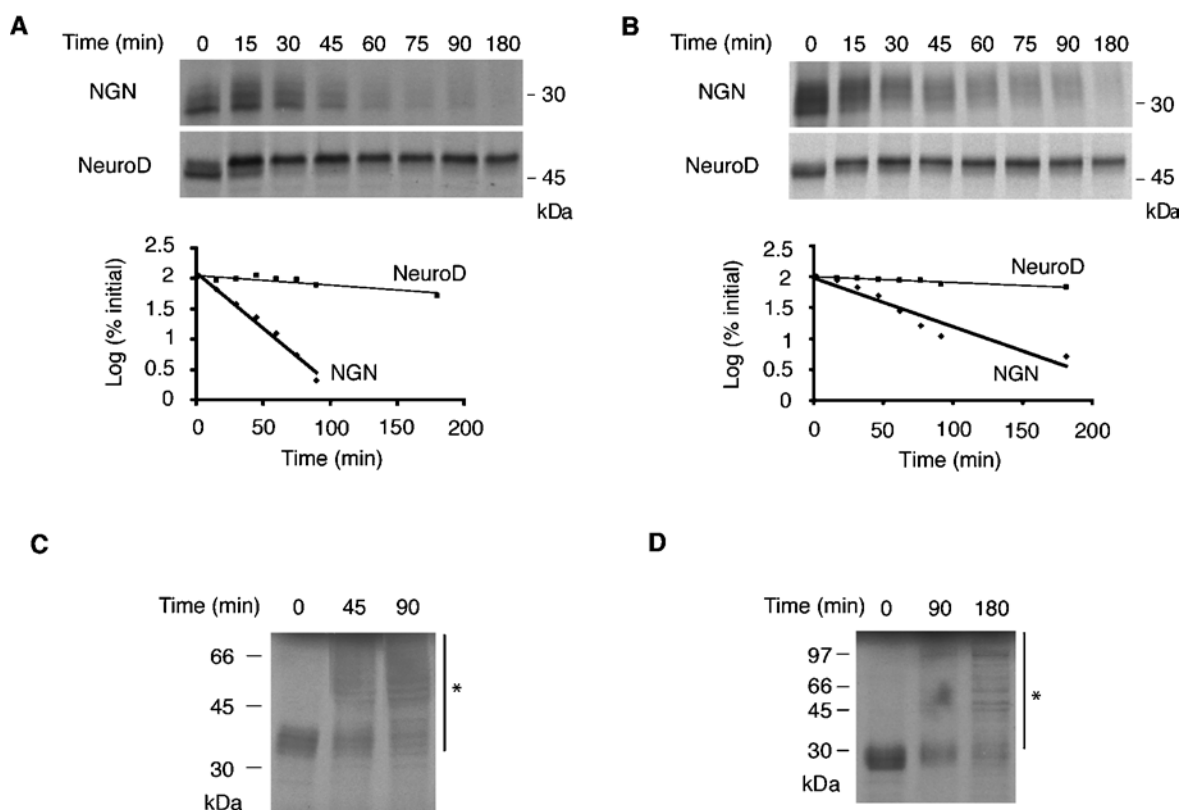 A
Time (min) 0 15 30 45 60 75 90 180
NGN
- 30
NeuroD
- 45
kDa
2.5
2
1.5
1
0.5
0
Log (% initial)
NeuroD
NGN
0 50 100 150 200
Time (min)
B
Time (min) 0 15 30 45 60 75 90 180
NGN
- 30
NeuroD
- 45
kDa
2.5
2
1.5
1
0.5
0
Log (% initial)
NeuroD
NGN
0 50 100 150 200
Time (min)
C
Time (min) 0 45 90
66 –
45 –
30 –
kDa
*
D
Time (min) 0 90 180
97 –
66 –
45 –
30 –
kDa
*